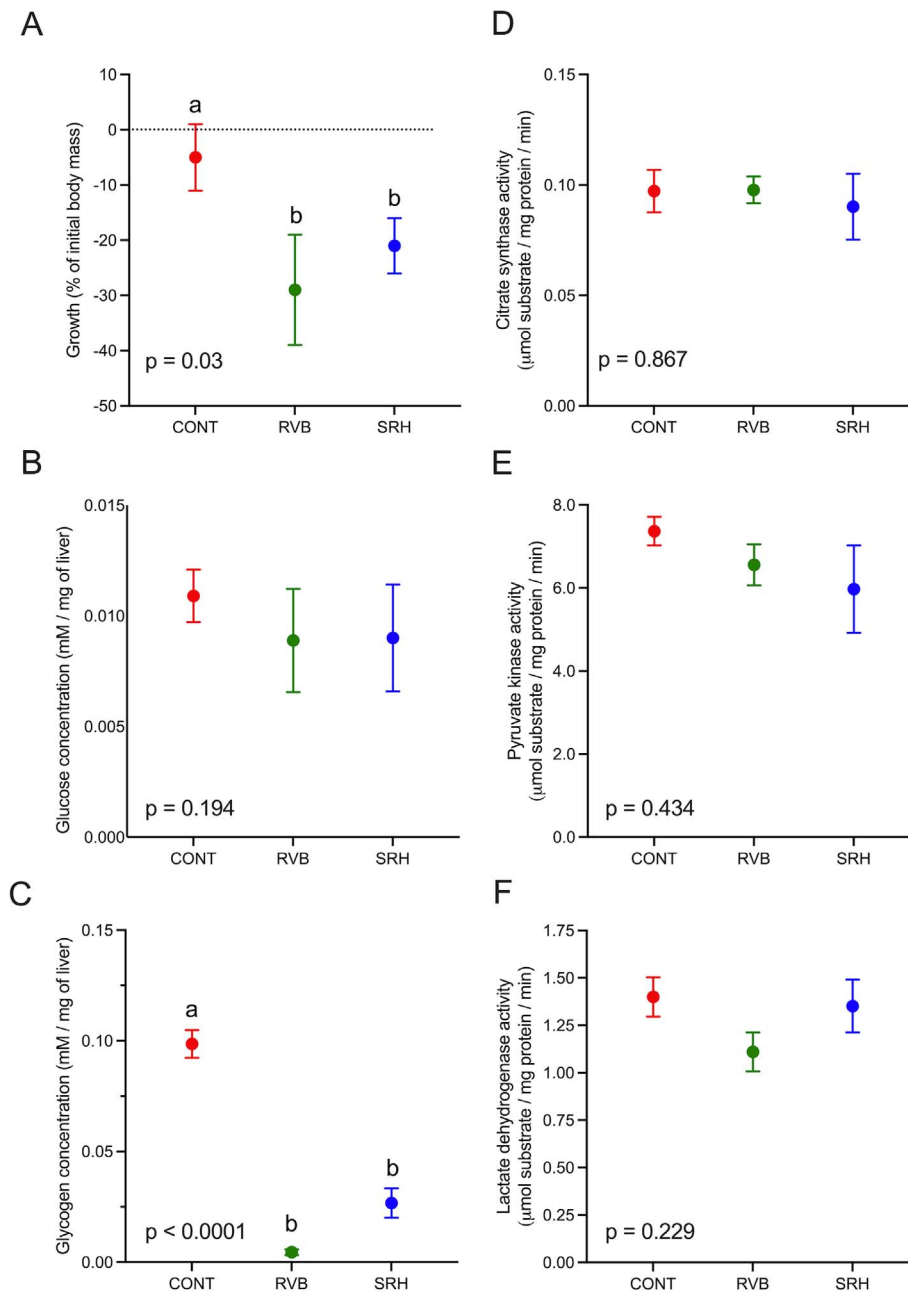 A
Growth (% of initial body mass)
10
0
-10
-20
-30
-40
-50
a
b
b
p = 0.03
CONT RVB SRH
B
Glucose concentration (mM / mg of liver)
0.015
0.010
0.005
0.000
p = 0.194
CONT RVB SRH
C
Glycogen concentration (mM / mg of liver)
0.15
0.10
0.05
0.00
a
b
b
p < 0.0001
CONT RVB SRH
D
Citrate synthase activity
(μmol substrate / mg protein / min)
0.15
0.10
0.05
0.00
p = 0.867
CONT RVB SRH
E
Pyruvate kinase activity
(μmol substrate / mg protein / min)
8.0
6.0
4.0
2.0
0.0
p = 0.434
CONT RVB SRH
F
Lactate dehydrogenase activity
(μmol substrate / mg protein / min)
1.75
1.50
1.25
1.00
0.75
0.50
0.25
0.00
p = 0.229
CONT RVB SRH